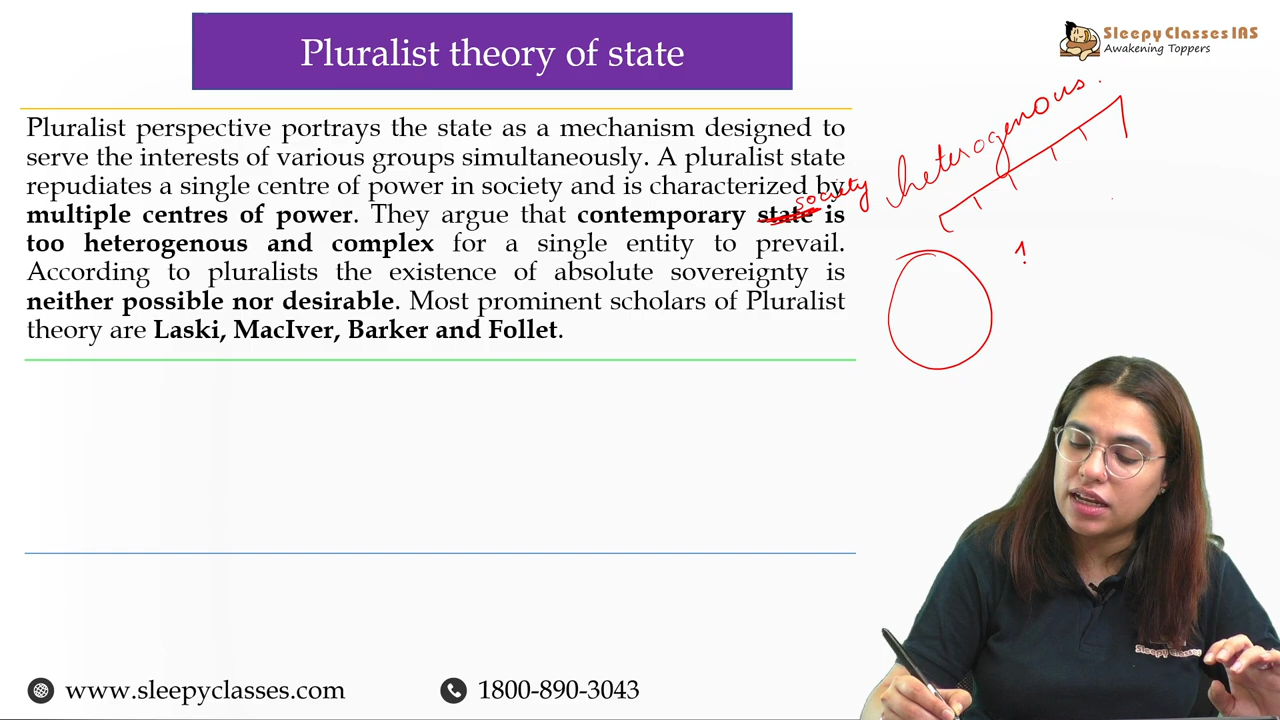 Pluralist theory of state
Sleepy Classes IAS
Awakening Toppers
Pluralist perspective portrays the state as a mechanism designed to
serve the interests of various groups simultaneously. A pluralist state
repudiates a single centre of power in society and is characterized by
multiple centres of power. They argue that contemporary state is
society
too heterogenous and complex for a single entity to prevail.
According to pluralists the existence of absolute sovereignty is
neither possible nor desirable. Most prominent scholars of Pluralist
theory are Laski, MacIver, Barker and Follet.
heterogenous.
Sleepy Classes
www.sleepyclasses.com
1800-890-3043